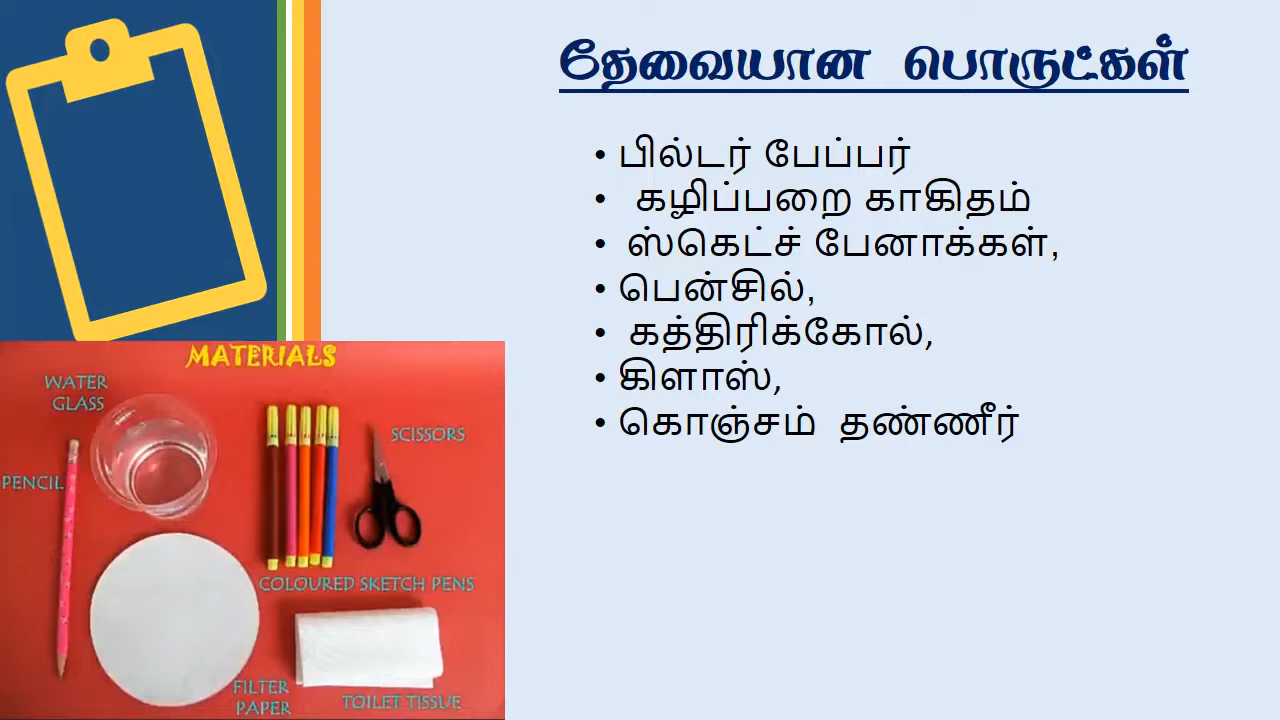 தேவையான பொருட்கள்
• பில்டர் பேப்பர்
• கழிப்பறை காகிதம்
• ஸ்கெட்ச் பேனாக்கள்,
• பென்சில்,
• கத்திரிக்கோல்,
• கிளாஸ்,
• கொஞ்சம் தண்ணீர்
MATERIALS
WATER
GLASS
SCISSORS
PENCIL
COLOURED SKETCH PENS
FILTER
PAPER
TOILET TISSUE